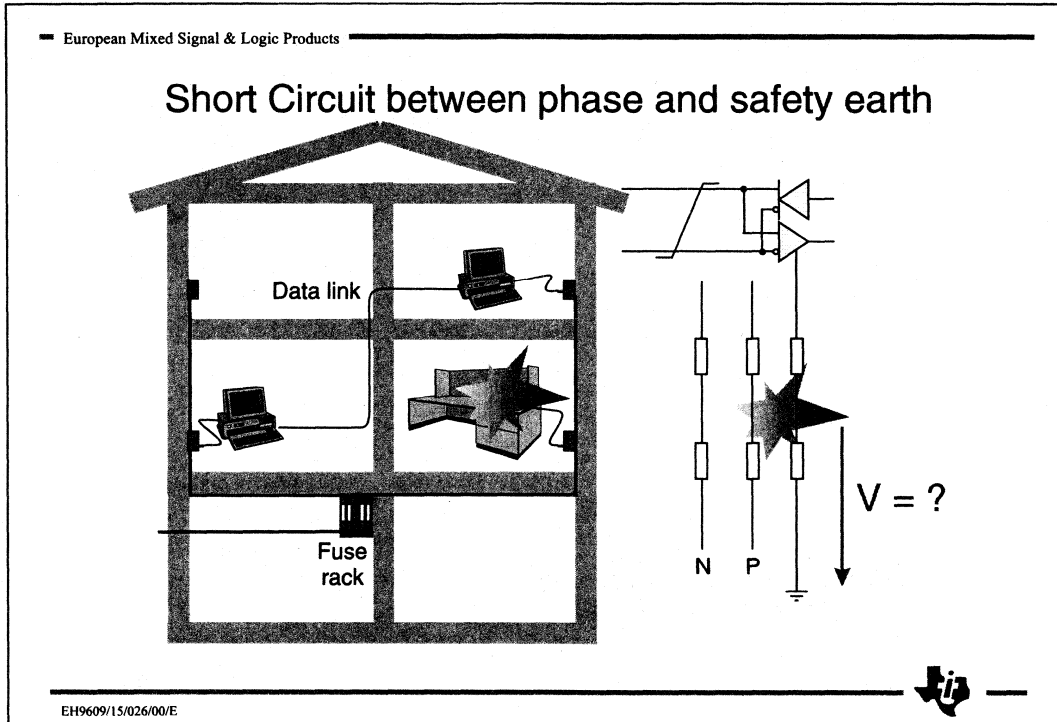 European Mixed Signal & Logic Products
Short Circuit between phase and safety earth
Data link
Fuse
rack
N P
V = ?
EH9609/15/026/00/E